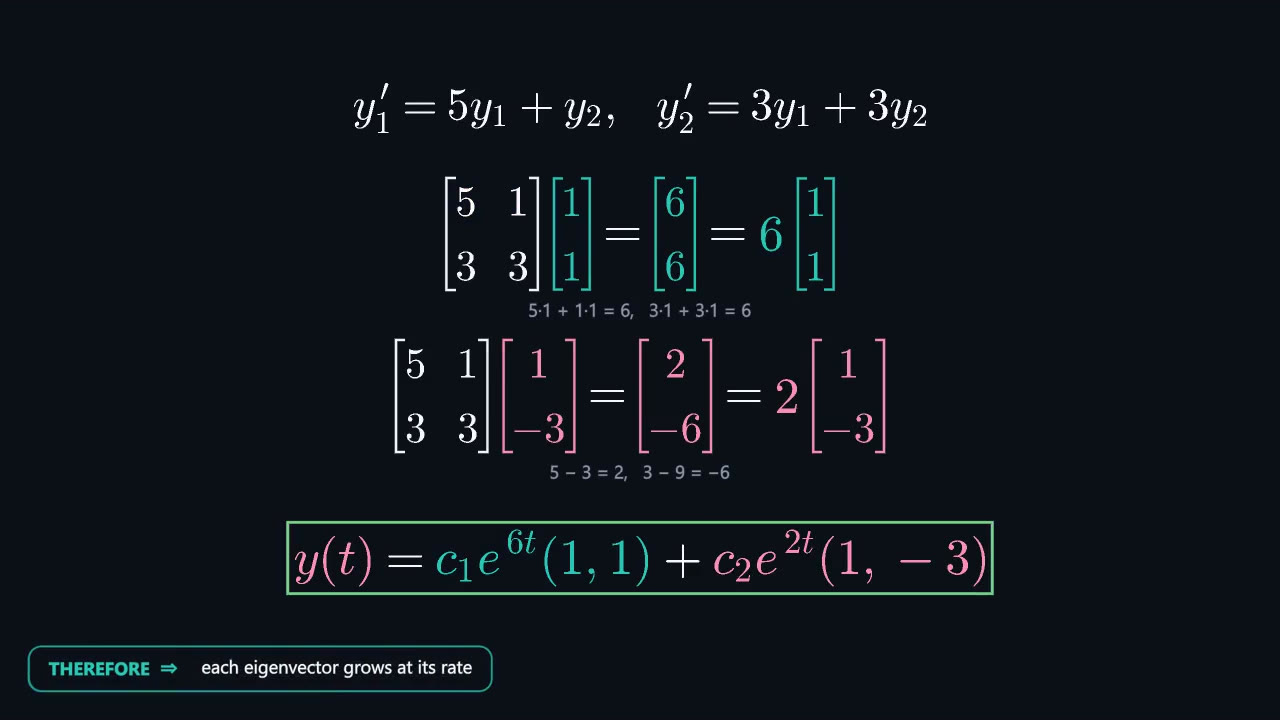 y₁′ = 5y₁ + y₂,   y₂′ = 3y₁ + 3y₂
[5 1; 3 3] [1; 1] = [6; 6] = 6 [1; 1]
5·1 + 1·1 = 6,   3·1 + 3·1 = 6
[5 1; 3 3] [1; −3] = [2; −6] = 2 [1; −3]
5 − 3 = 2,   3 − 9 = −6
y(t) = c₁e^{6t}(1, 1) + c₂e^{2t}(1, −3)
THEREFORE ⇒ each eigenvector grows at its rate